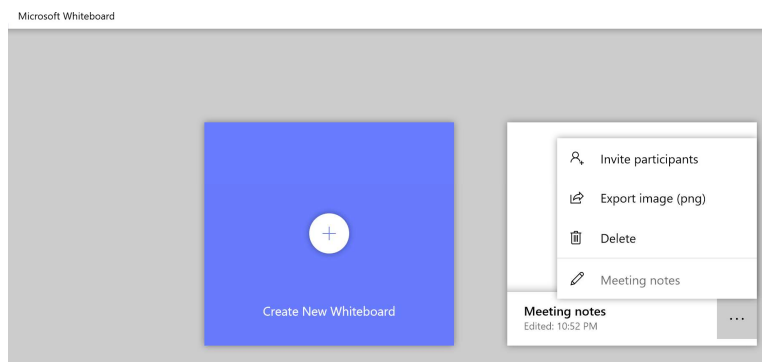 Microsoft Whiteboard
Create New Whiteboard
Invite participants
Export image (png)
Delete
Meeting notes
Meeting notes
Edited: 10:52 PM